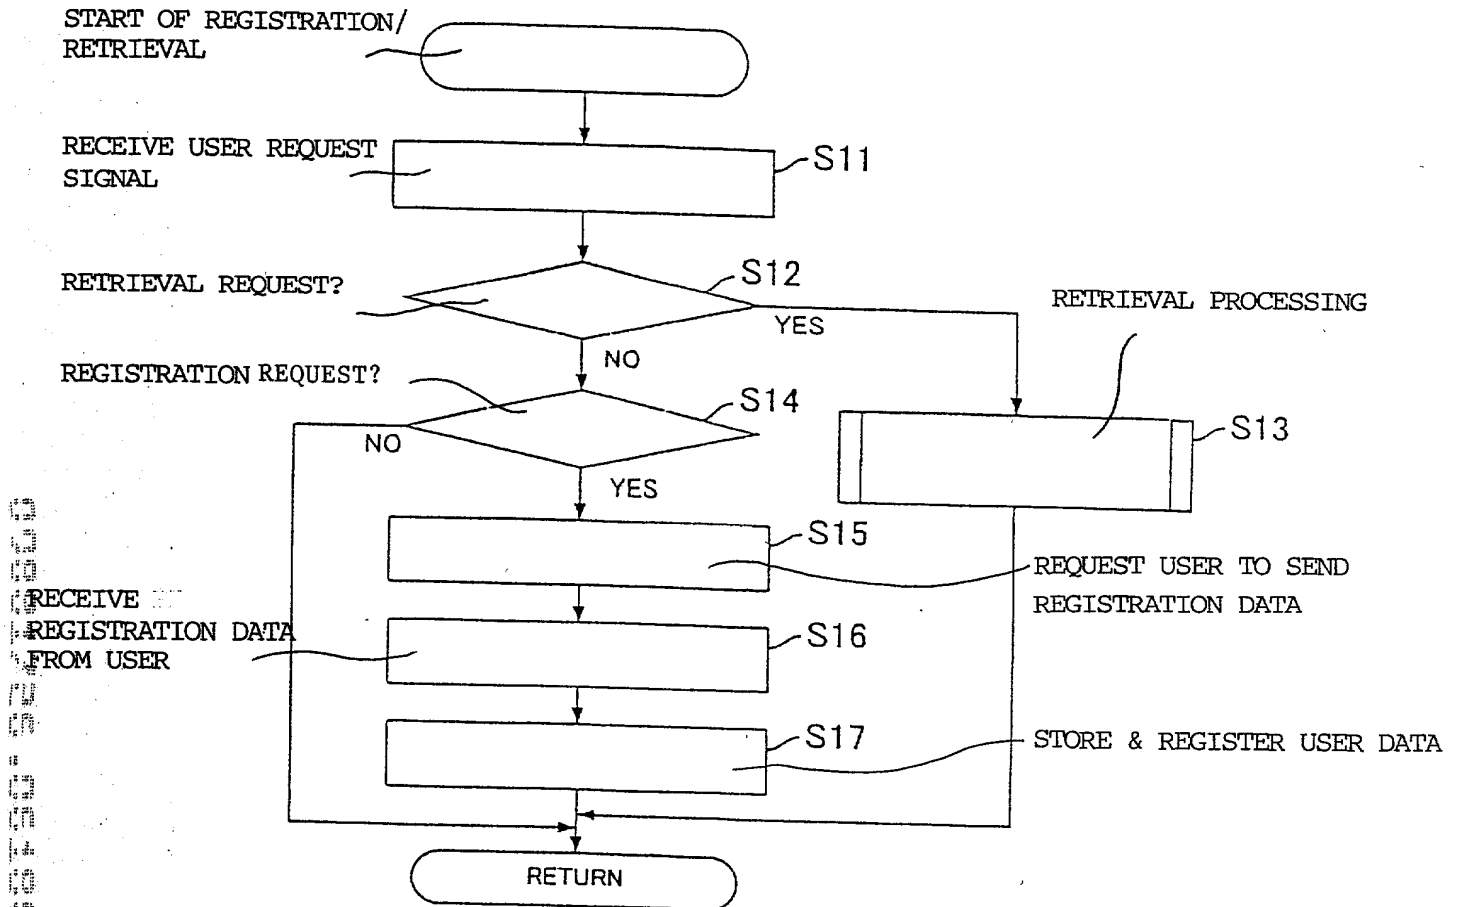 START OF REGISTRATION/
RETRIEVAL
RECEIVE USER REQUEST
SIGNAL
S11
RETRIEVAL REQUEST?
S12
YES
NO
RETRIEVAL PROCESSING
REGISTRATION REQUEST?
S14
NO
YES
S13
S15
REQUEST USER TO SEND
REGISTRATION DATA
RECEIVE
REGISTRATION DATA
FROM USER
S16
S17
STORE & REGISTER USER DATA
RETURN